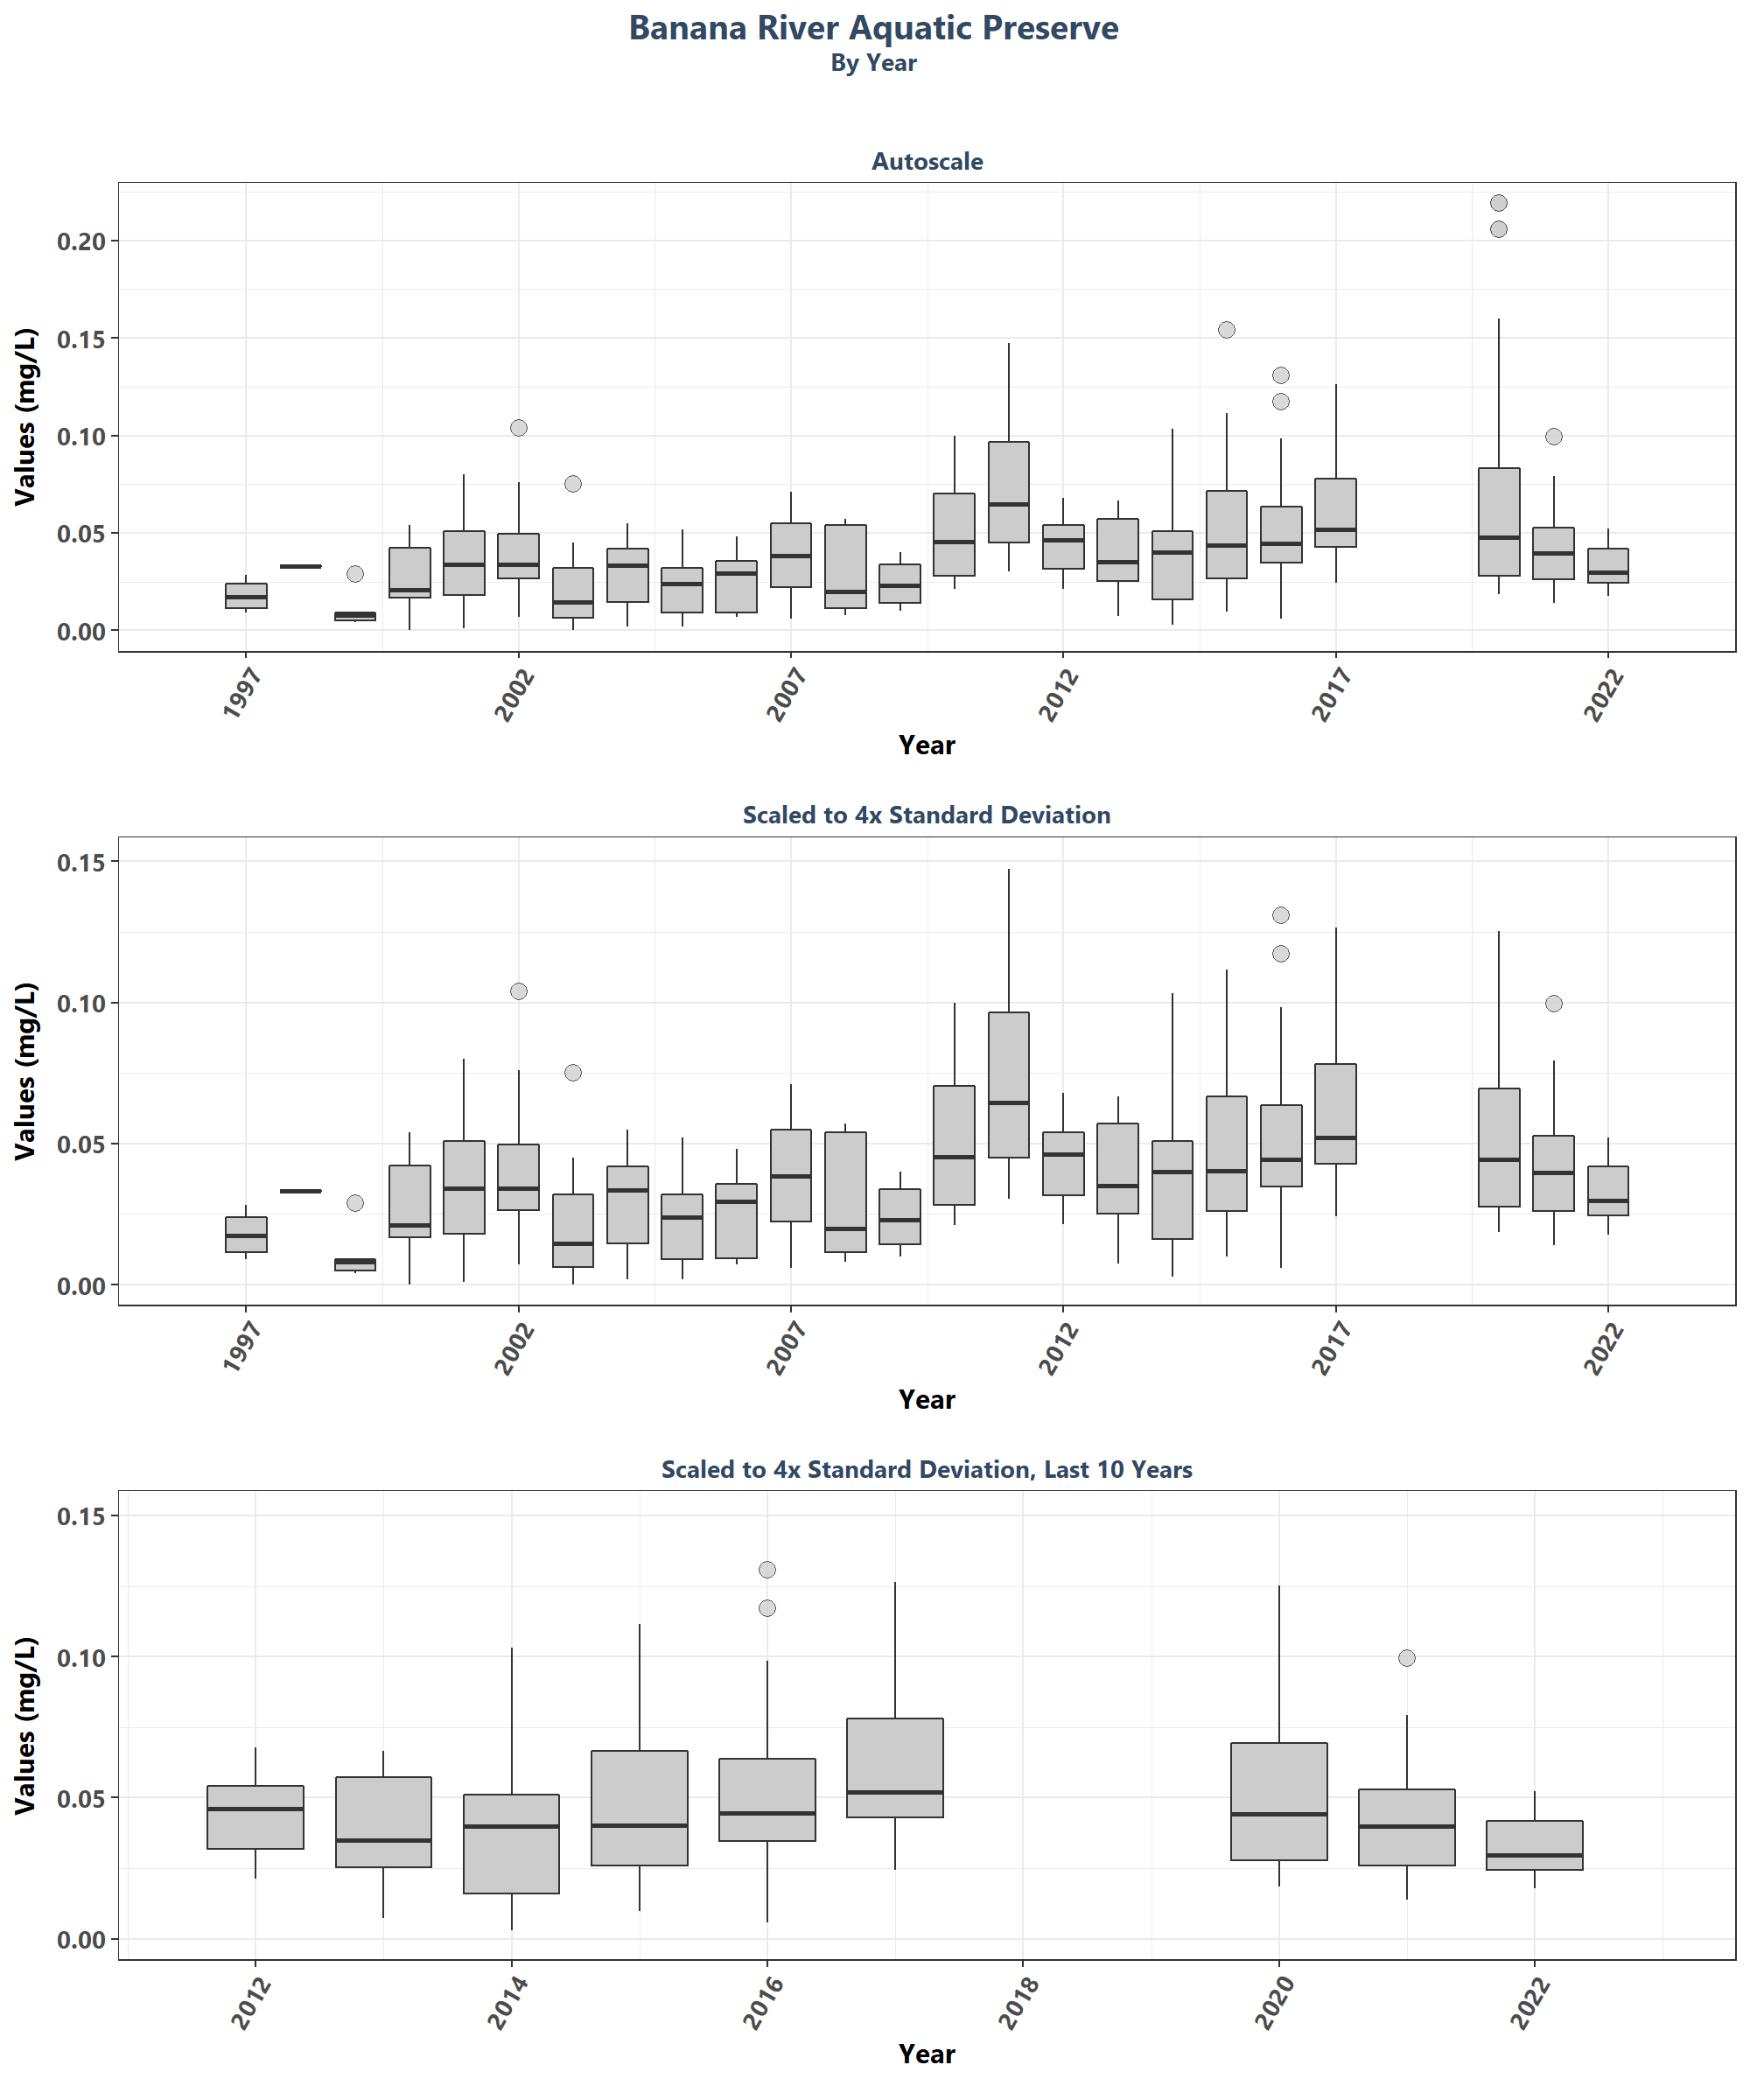 Banana River Aquatic Preserve
By Year
Autoscale
Values (mg/L)
0.20
0.15
0.10
0.05
0.00
1997 2002 2007 2012 2017 2022
Year
Scaled to 4x Standard Deviation
Values (mg/L)
0.15
0.10
0.05
0.00
1997 2002 2007 2012 2017 2022
Year
Scaled to 4x Standard Deviation, Last 10 Years
Values (mg/L)
0.15
0.10
0.05
0.00
2012 2014 2016 2018 2020 2022
Year